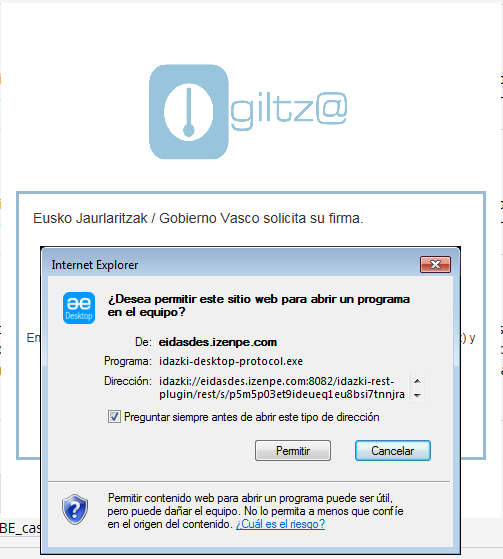 giltz@
Eusko Jaurlaritzak / Gobierno Vasco solicita su firma.
Internet Explorer
ae
Desktop
¿Desea permitir este sitio web para abrir un programa
en el equipo?
En
) y
De: eidasdes.izenpe.com
Programa: idazki-desktop-protocol.exe
Dirección: idazki://eidasdes.izenpe.com:8082/idazki-rest-
plugin/rest/s/p5m5p03et9ideueq1eu8bsi7tnnjra
Preguntar siempre antes de abrir este tipo de dirección
Permitir Cancelar
Permitir contenido web para abrir un programa puede ser útil,
pero puede dañar el equipo. No lo permita a menos que confíe
en el origen del contenido. ¿Cuál es el riesgo?
BE_cas